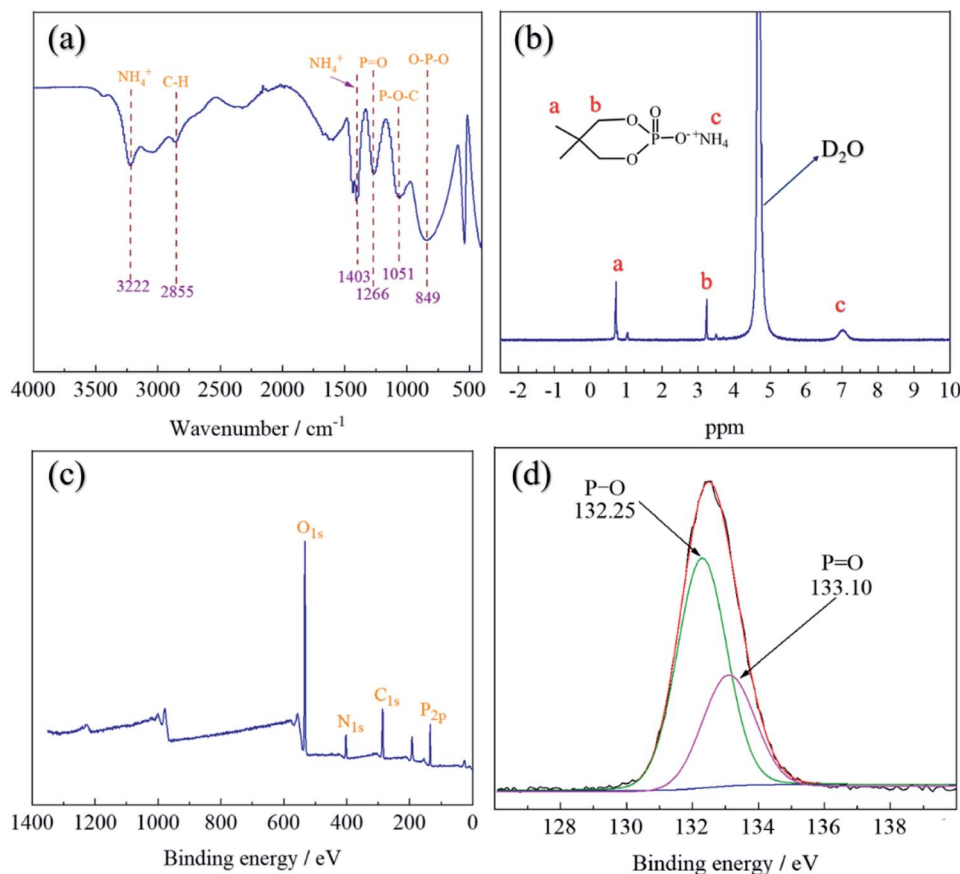 (a)
NH₄⁺
C-H
NH₄⁺
P=O
O-P-O
P-O-C
3222
2855
1403
1266
1051
849
4000 3500 3000 2500 2000 1500 1000 500
Wavenumber / cm⁻¹
(b)
a
b
c
O
O
P
O⁻⁺NH₄
O
D₂O
a
b
c
-2 -1 0 1 2 3 4 5 6 7 8 9 10
ppm
(c)
O₁ₛ
N₁ₛ
C₁ₛ
P₂ₚ
1400 1200 1000 800 600 400 200 0
Binding energy / eV
(d)
P−O
132.25
P=O
133.10
128 130 132 134 136 138
Binding energy / eV